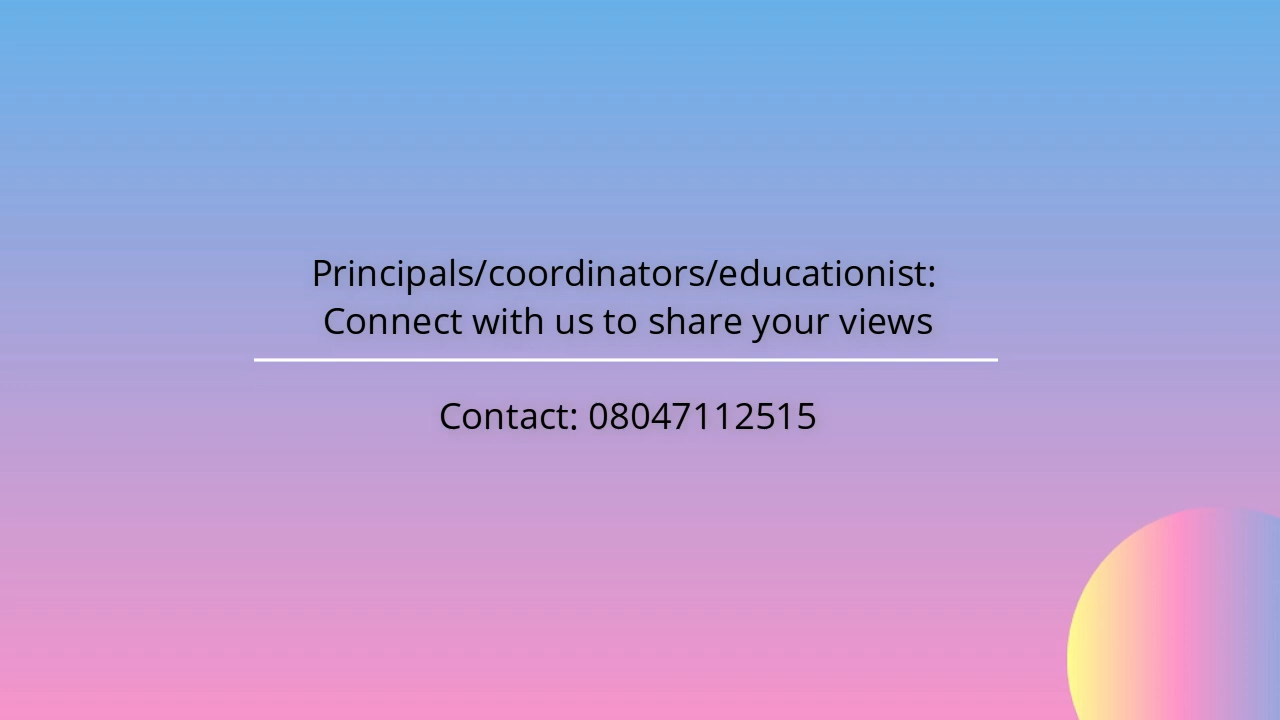 Principals/coordinators/educationist:
Connect with us to share your views
Contact: 08047112515